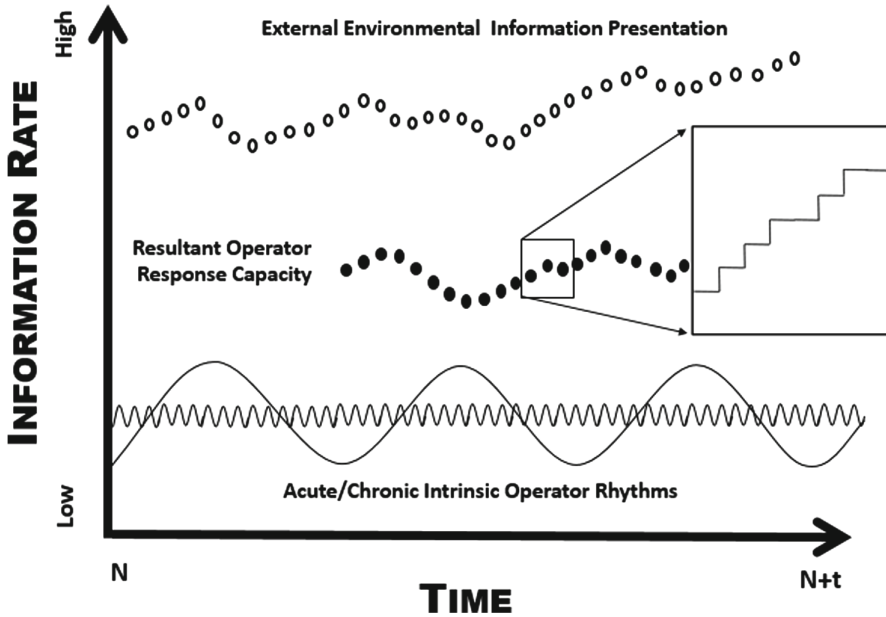 High
External Environmental Information Presentation
INFORMATION RATE
Resultant Operator
Response Capacity
Acute/Chronic Intrinsic Operator Rhythms
Low
N
N+t
TIME